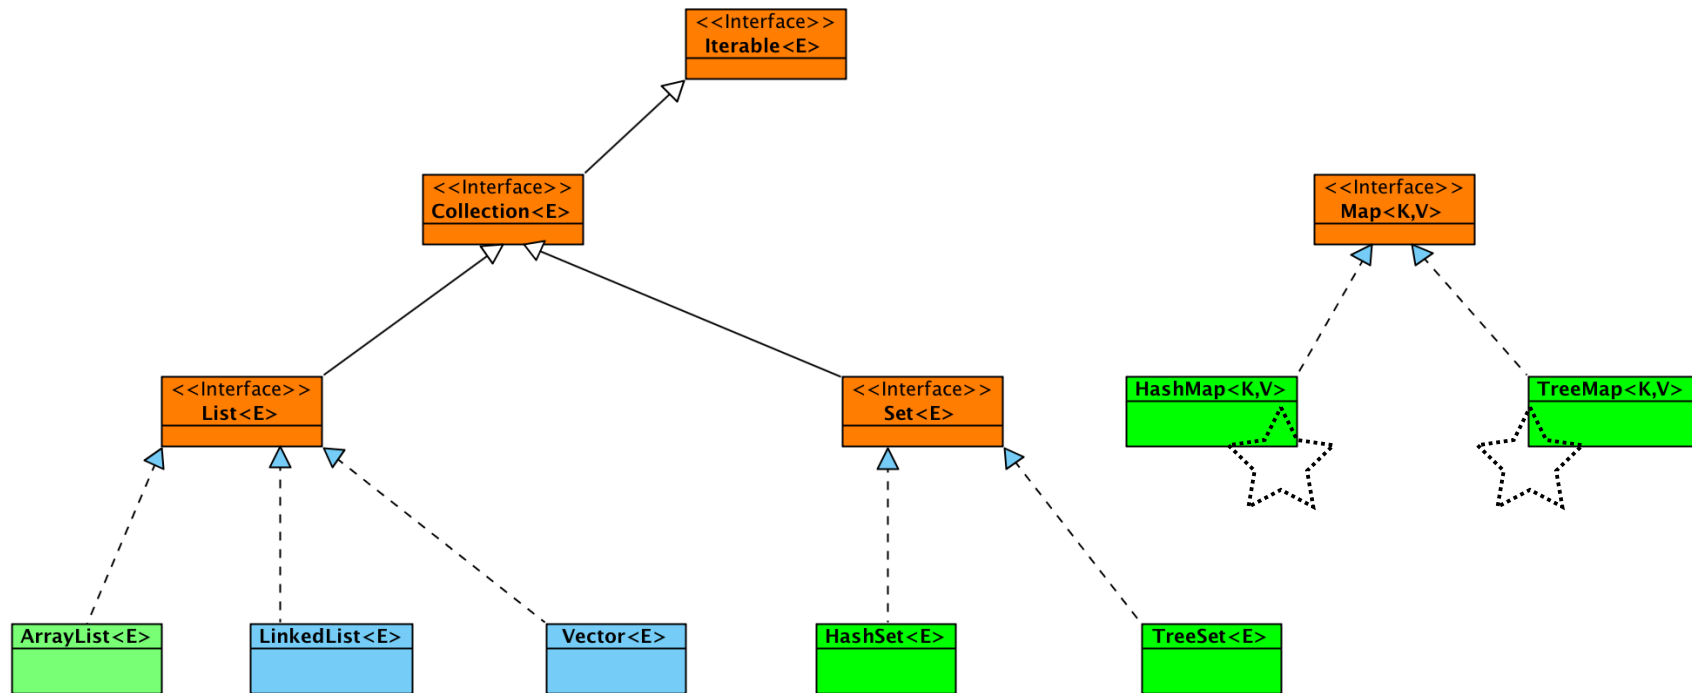 <<Interface>>
Iterable<E>
<<Interface>>
Collection<E>
<<Interface>>
Map<K,V>
<<Interface>>
List<E>
<<Interface>>
Set<E>
HashMap<K,V>
TreeMap<K,V>
ArrayList<E>
LinkedList<E>
Vector<E>
HashSet<E>
TreeSet<E>